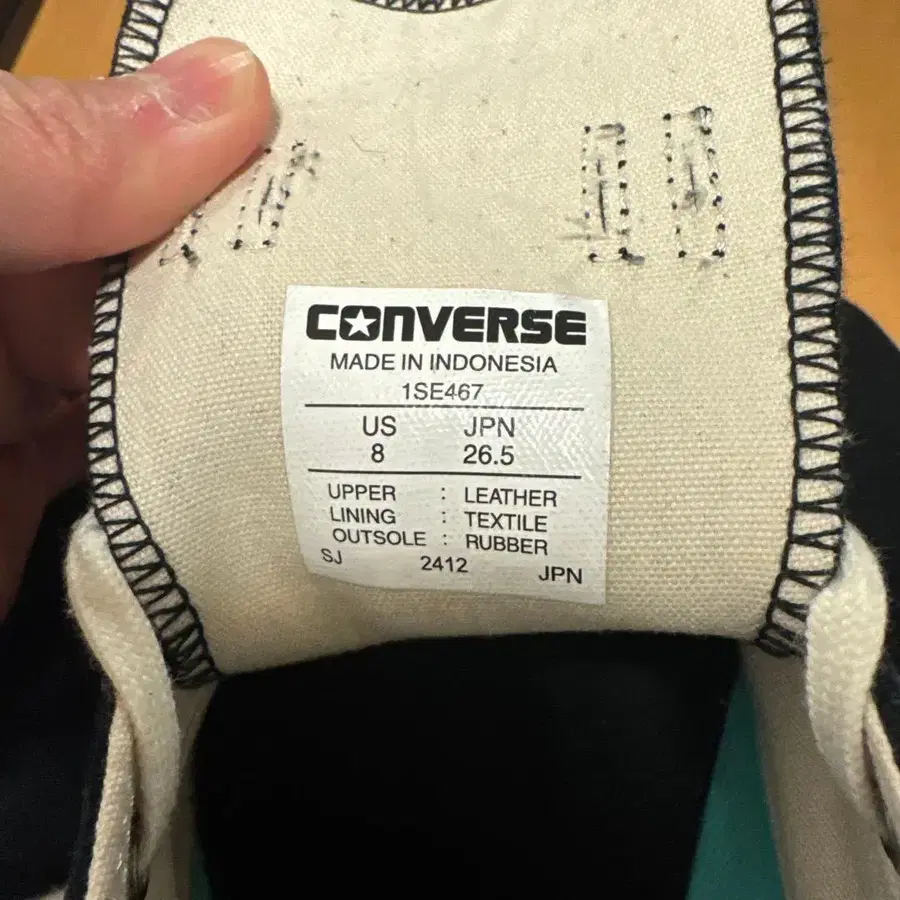 CONVERSE
MADE IN INDONESIA
1SE467
US JPN
8 26.5
UPPER : LEATHER
LINING : TEXTILE
OUTSOLE : RUBBER
SJ 2412 JPN